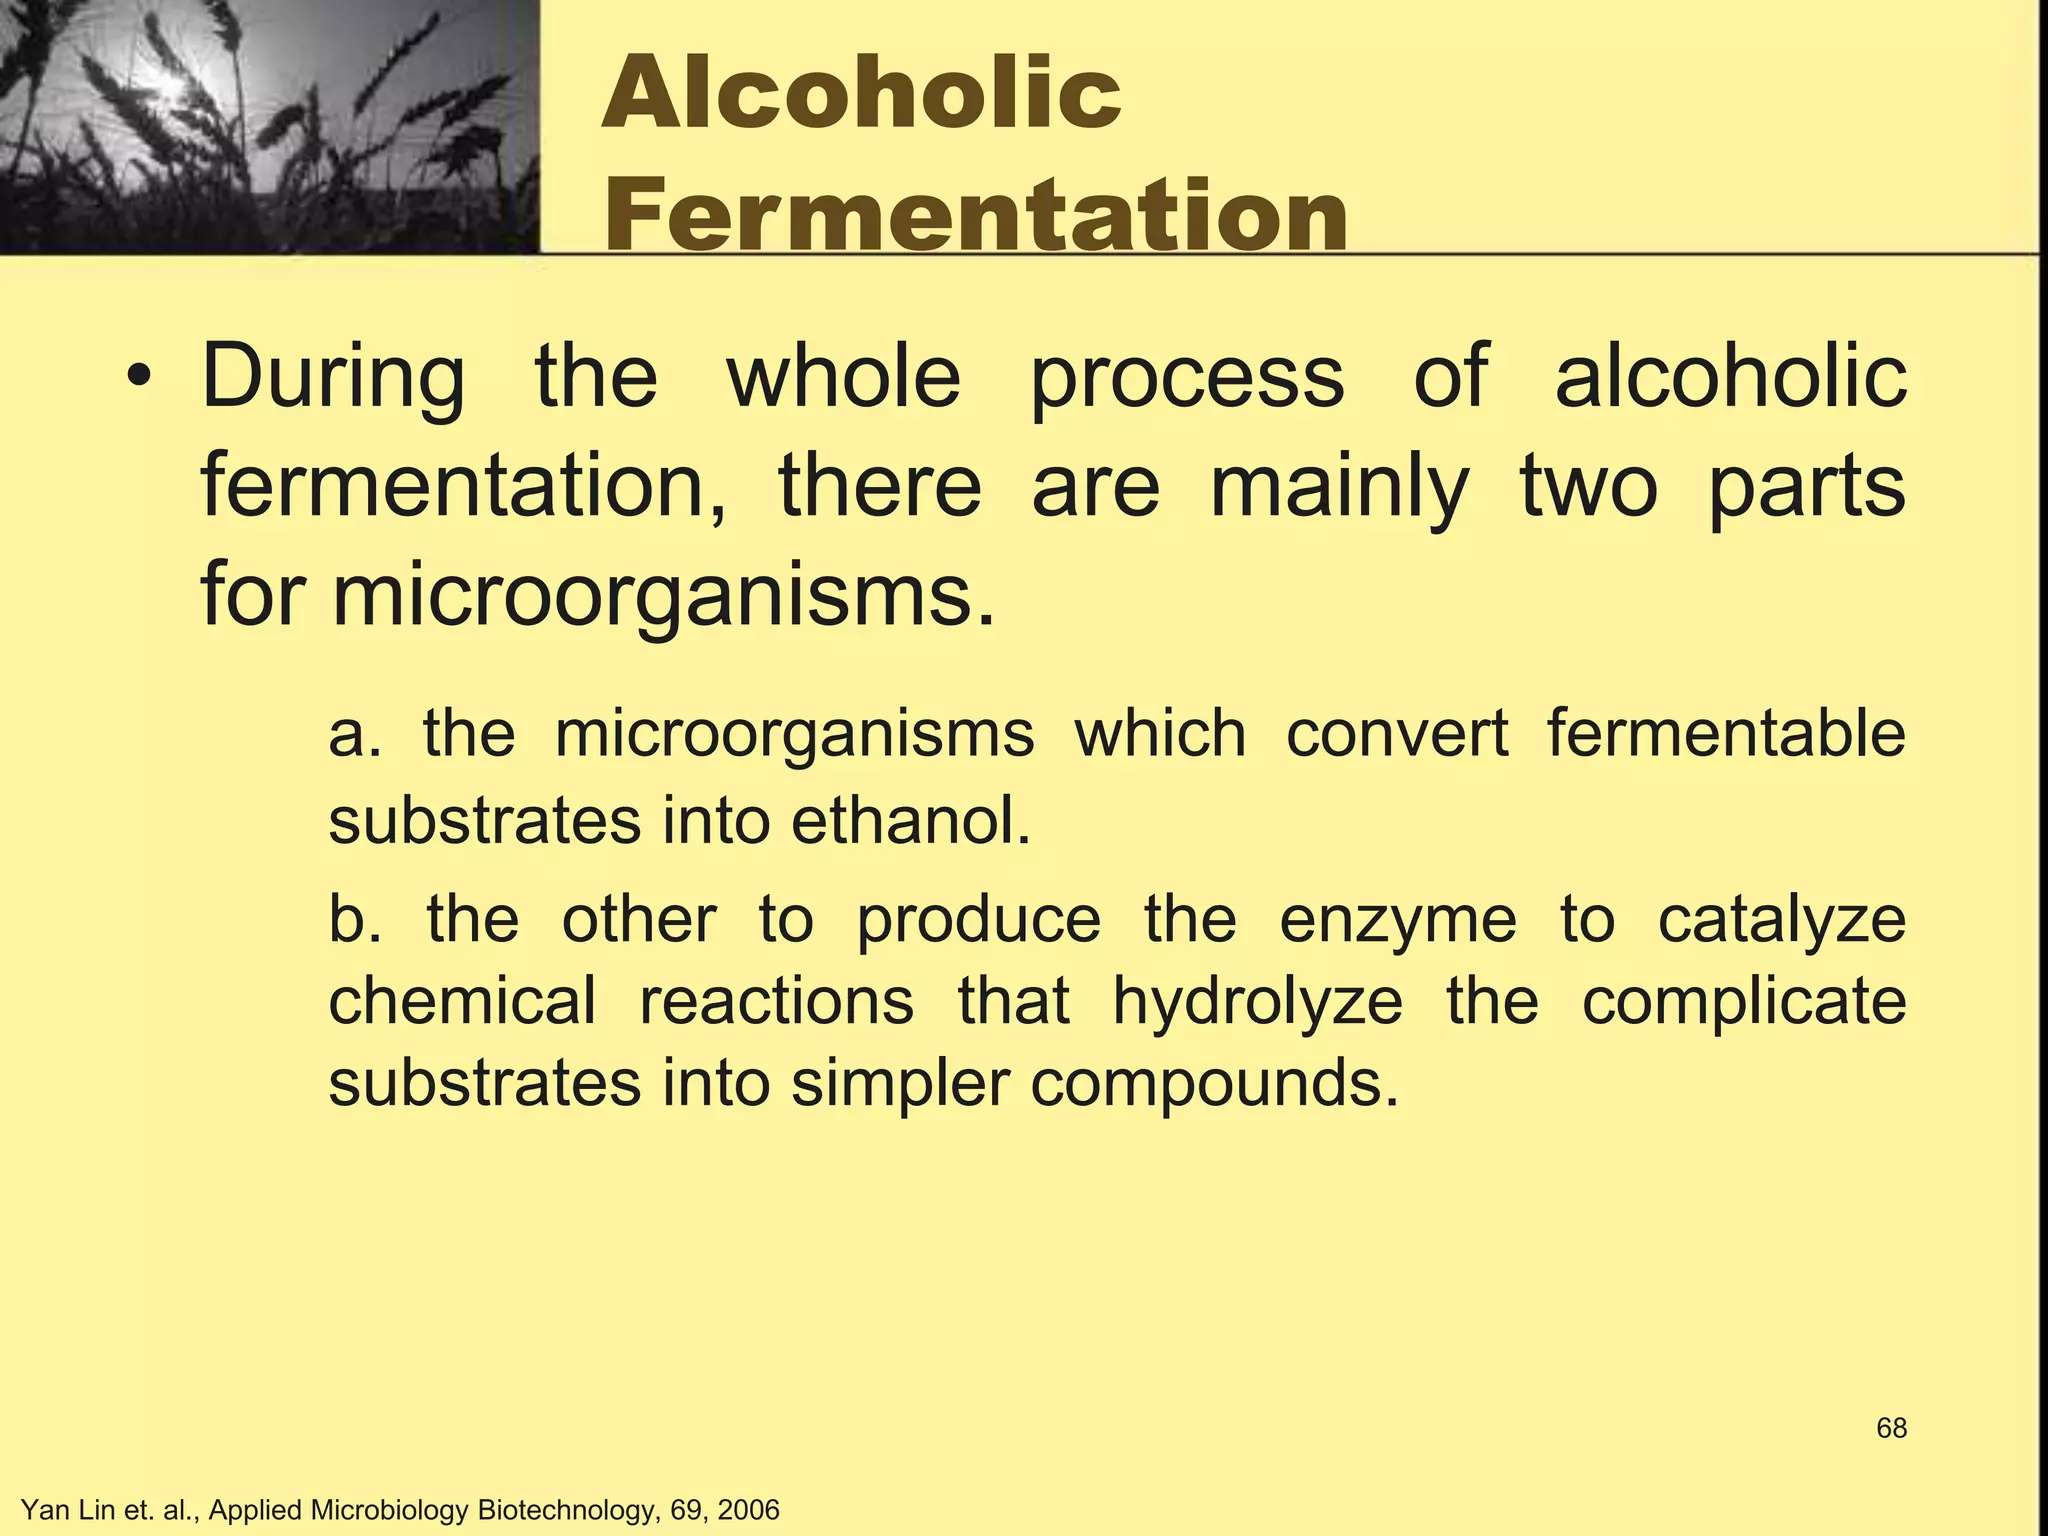 Alcoholic
Fermentation
• During the whole process of alcoholic
fermentation, there are mainly two parts
for microorganisms.
a. the microorganisms which convert fermentable
substrates into ethanol.
b. the other to produce the enzyme to catalyze
chemical reactions that hydrolyze the complicate
substrates into simpler compounds.
68
Yan Lin et. al., Applied Microbiology Biotechnology, 69, 2006